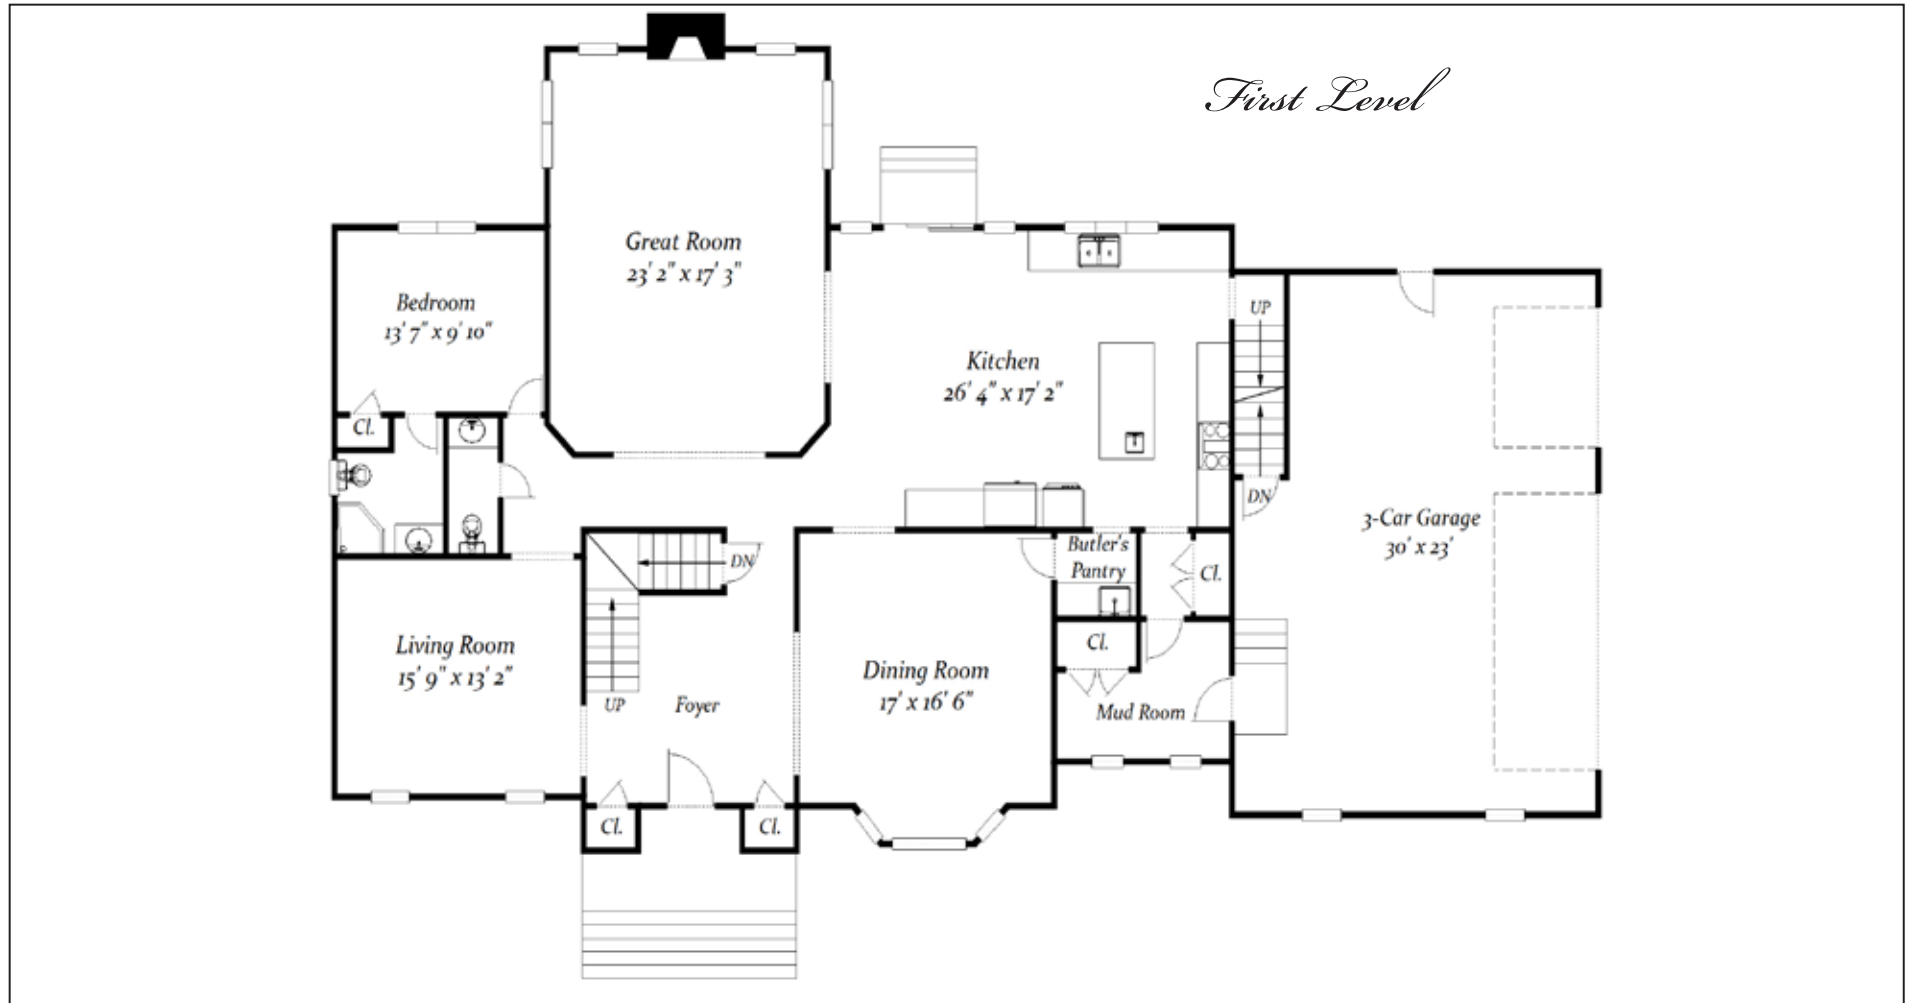 First Level
Great Room
23' 2" x 17' 3"
Bedroom
13' 7" x 9' 10"
Cl.
Kitchen
26' 4" x 17' 2"
UP
DN
3-Car Garage
30' x 23'
DN
Butler's
Pantry
Cl.
Living Room
15' 9" x 13' 2"
UP
Foyer
Dining Room
17' x 16' 6"
Cl.
Mud Room
Cl.
Cl.